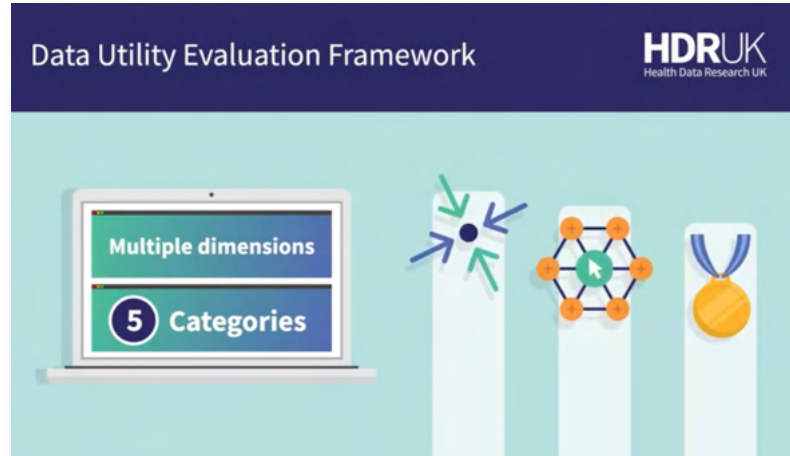 Data Utility Evaluation Framework
HDRUK
Health Data Research UK
Multiple dimensions
5 Categories